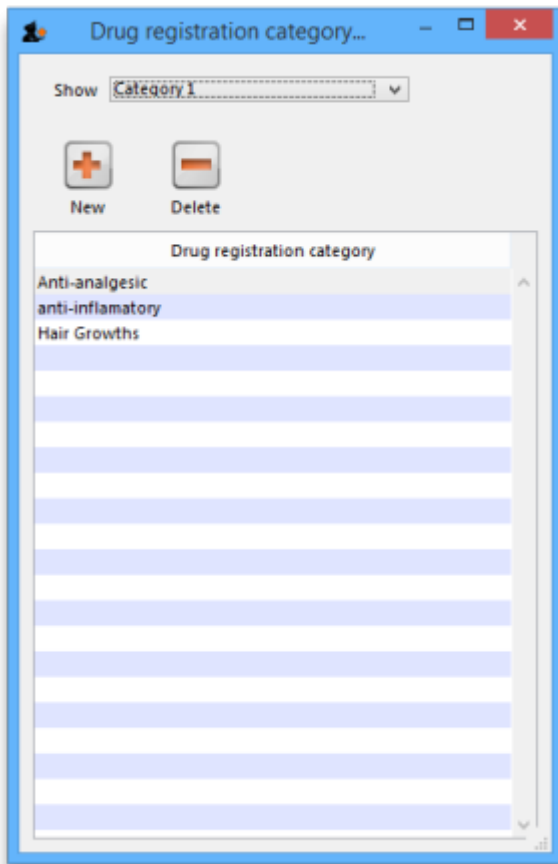 Drug registration category...
Show Category 1
New Delete
Drug registration category
Anti-analgesic
anti-inflamatory
Hair Growths